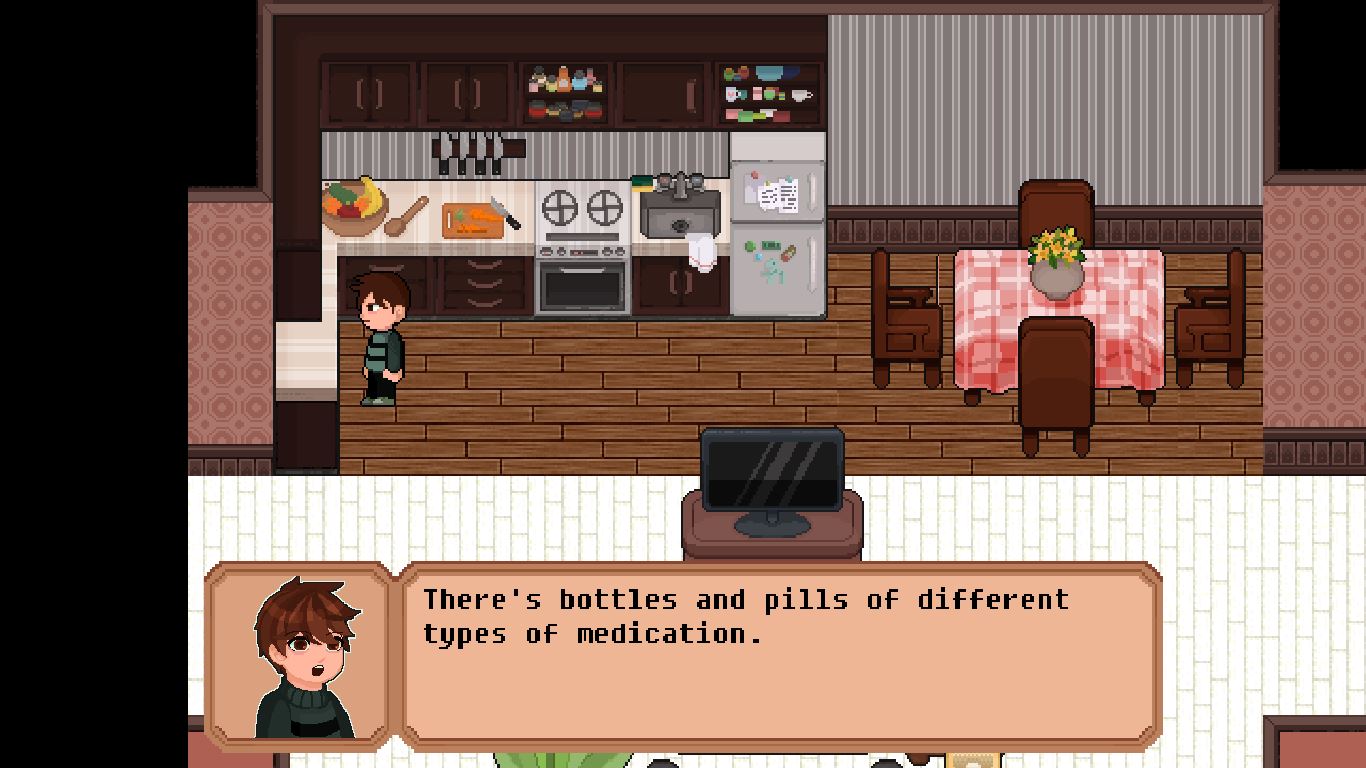 There's bottles and pills of different
types of medication.